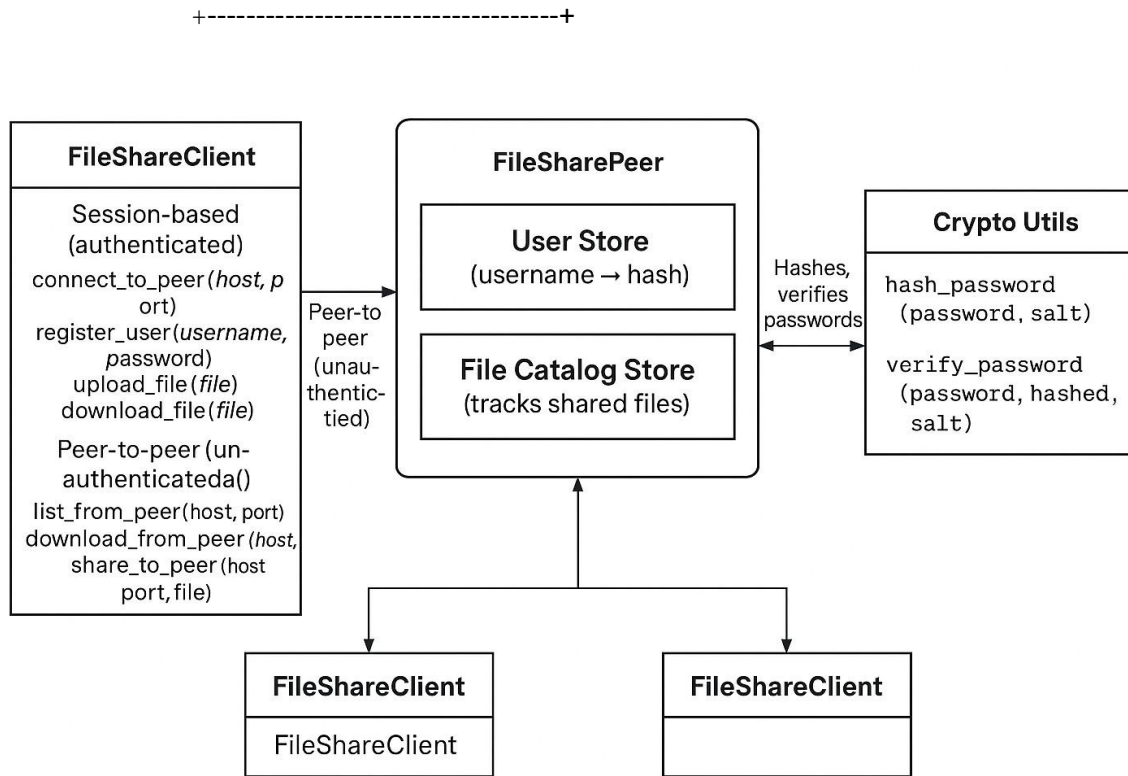 +-----------------------------------+
FileShareClient
Session-based
(authenticated)
connect_to_peer(host, p
ort)
register_user(username,
password)
upload_file(file)
download_file(file)
Peer-to-peer (un-
authenticateda()
list_from_peer(host, port)
download_from_peer(host,
share_to_peer(host
port, file)
Peer-to
peer
(unau-
thentic-
tied)
FileSharePeer
User Store
(username → hash)
File Catalog Store
(tracks shared files)
Hashes,
verifies
passwords
Crypto Utils
hash_password
(password, salt)
verify_password
(password, hashed,
salt)
FileShareClient
FileShareClient
FileShareClient